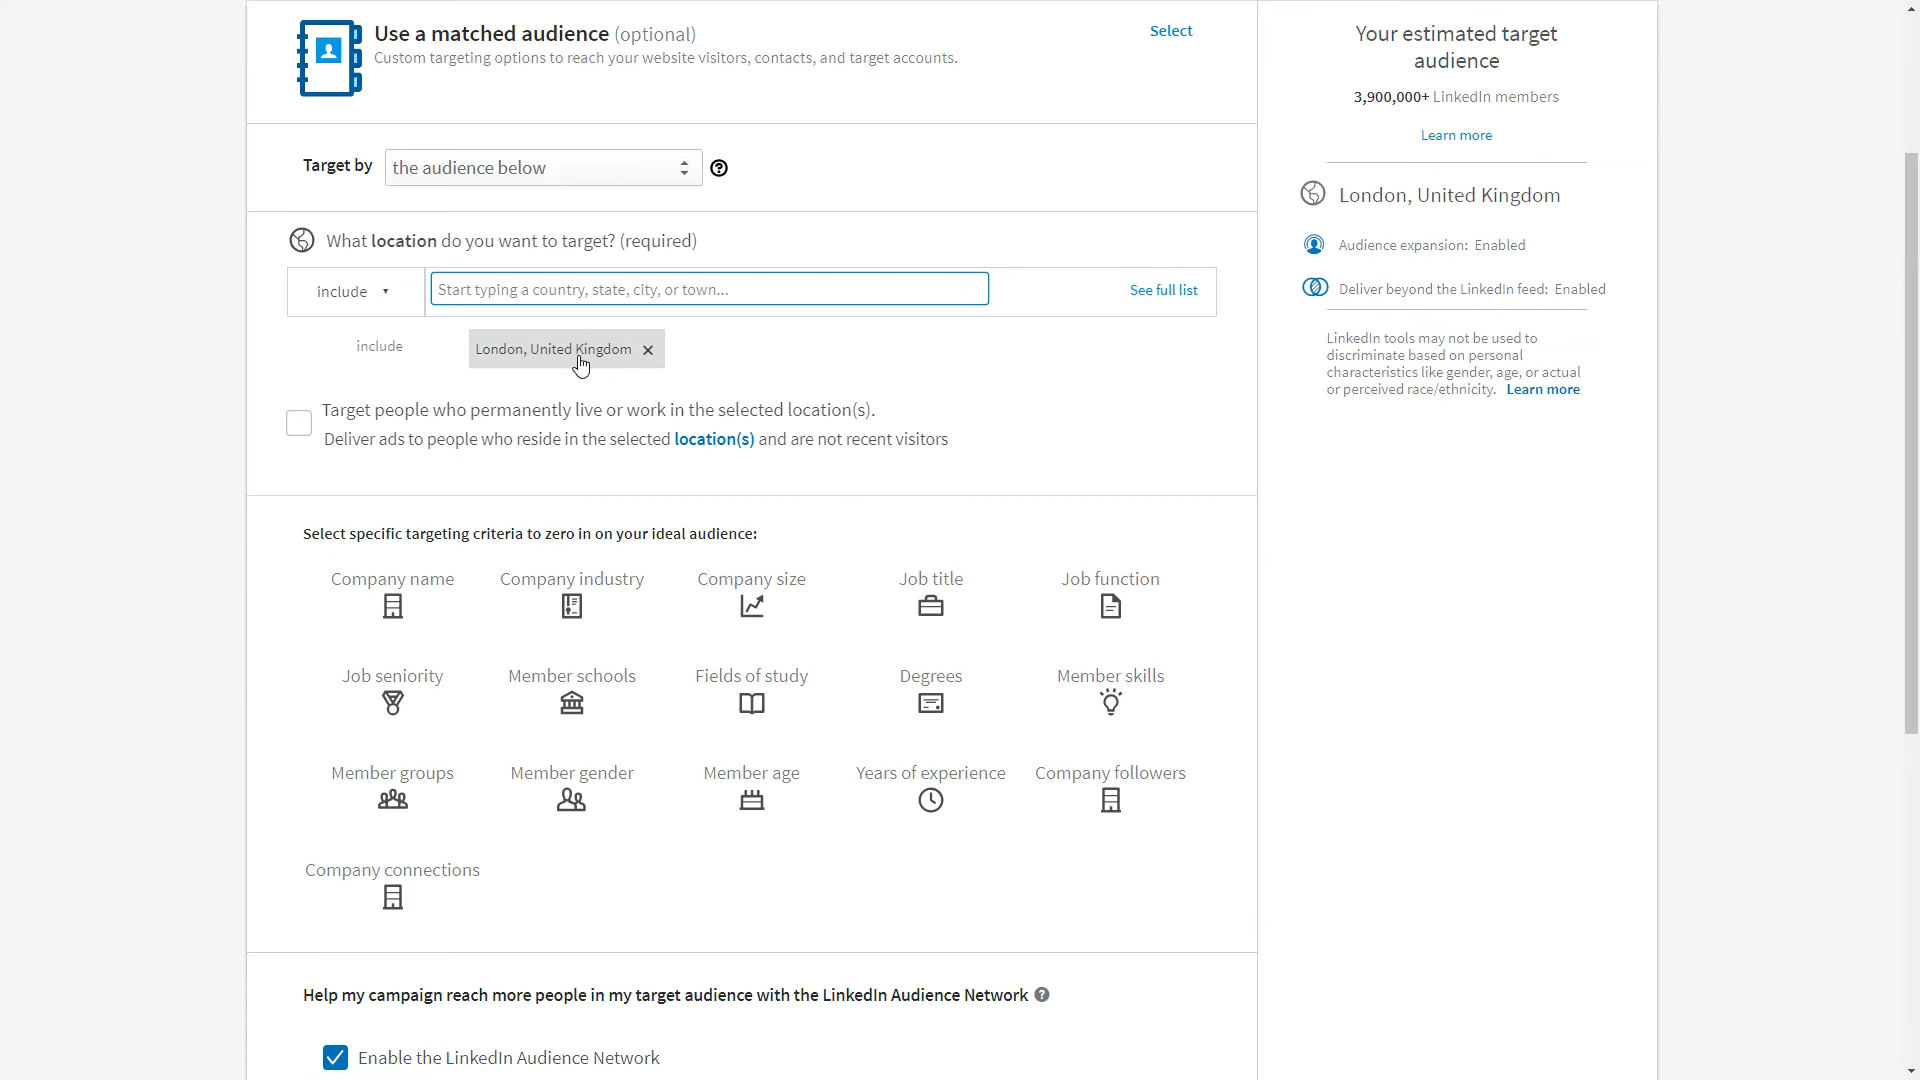 Use a matched audience (optional)
Select
Custom targeting options to reach your website visitors, contacts, and target accounts.
Target by
the audience below
What location do you want to target? (required)
include
Start typing a country, state, city, or town...
See full list
include
London, United Kingdom
Target people who permanently live or work in the selected location(s).
Deliver ads to people who reside in the selected location(s) and are not recent visitors
Select specific targeting criteria to zero in on your ideal audience:
Company name
Company industry
Company size
Job title
Job function
Job seniority
Member schools
Fields of study
Degrees
Member skills
Member groups
Member gender
Member age
Years of experience
Company followers
Company connections
Help my campaign reach more people in my target audience with the LinkedIn Audience Network
Enable the LinkedIn Audience Network
Your estimated target
audience
3,900,000+ LinkedIn members
Learn more
London, United Kingdom
Audience expansion: Enabled
Deliver beyond the LinkedIn feed: Enabled
LinkedIn tools may not be used to
discriminate based on personal
characteristics like gender, age, or actual
or perceived race/ethnicity. Learn more